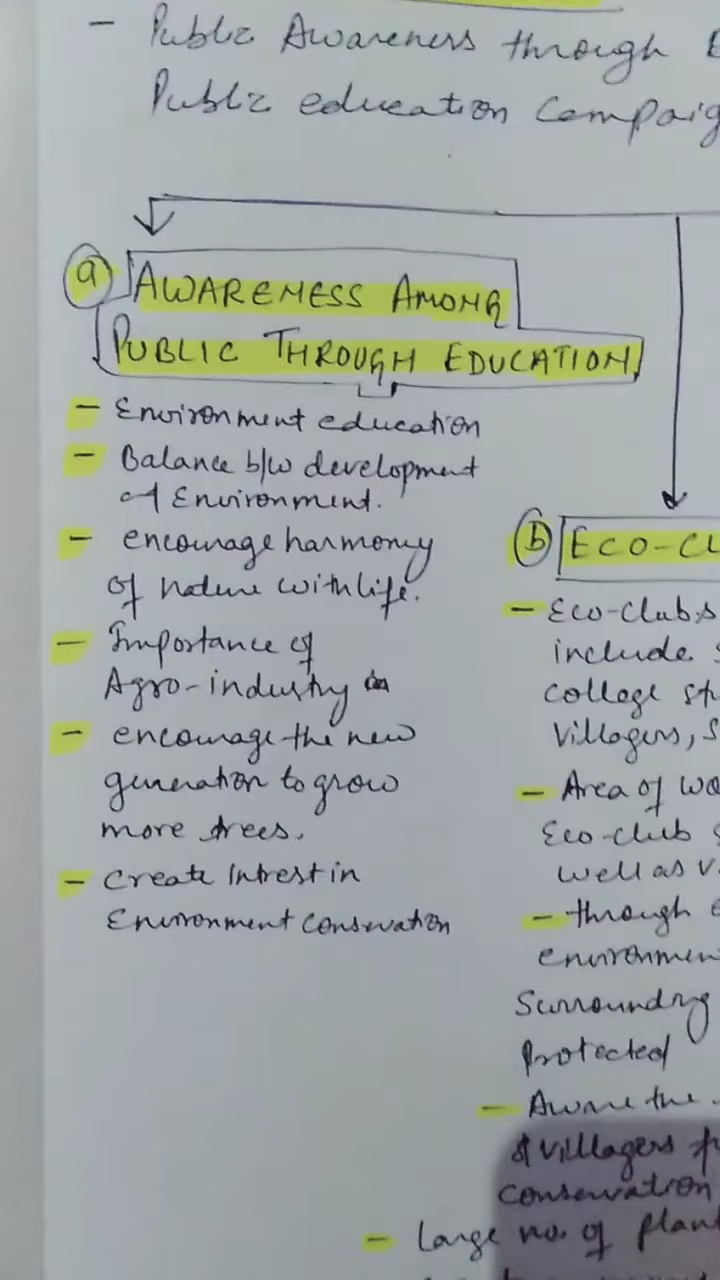 - Public Awareness through
Public education Campaig
a AWARENESS AMONG
PUBLIC THROUGH EDUCATION
- Environment education
- Balance b/w development
of Environment.
- encourage harmony
of nature with life.
- Importance of
Agro-industry
- encourage the new
generation to grow
more trees.
- Create Intrest in
Environment consevation
b ECO-CL
- Eco-clubs
include
college st
villagers, S
- Area of wo
Eco-club
well as v
- through
environmen
Surrounding
Protected
- Aware the
& villagers
conservation
- Large no. of plan